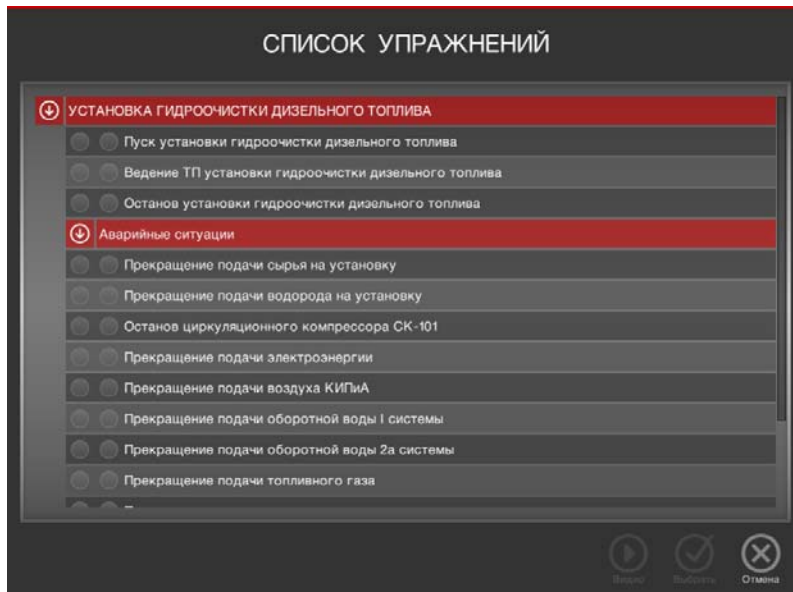 СПИСОК УПРАЖНЕНИЙ
УСТАНОВКА ГИДРООЧИСТКИ ДИЗЕЛЬНОГО ТОПЛИВА
Пуск установки гидроочистки дизельного топлива
Ведение ТП установки гидроочистки дизельного топлива
Останов установки гидроочистки дизельного топлива
Аварийные ситуации
Прекращение подачи сырья на установку
Прекращение подачи водорода на установку
Останов циркуляционного компрессора СК-101
Прекращение подачи электроэнергии
Прекращение подачи воздуха КИПиА
Прекращение подачи оборотной воды I системы
Прекращение подачи оборотной воды 2а системы
Прекращение подачи топливного газа
Видео Выбрать Отмена